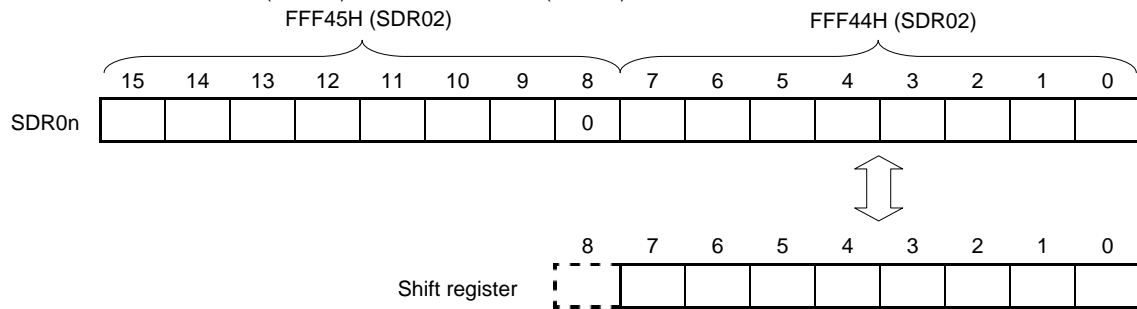 FFF45H (SDR02) FFF44H (SDR02)
15 14 13 12 11 10 9 8 7 6 5 4 3 2 1 0
SDR0n 0
8 7 6 5 4 3 2 1 0
Shift register